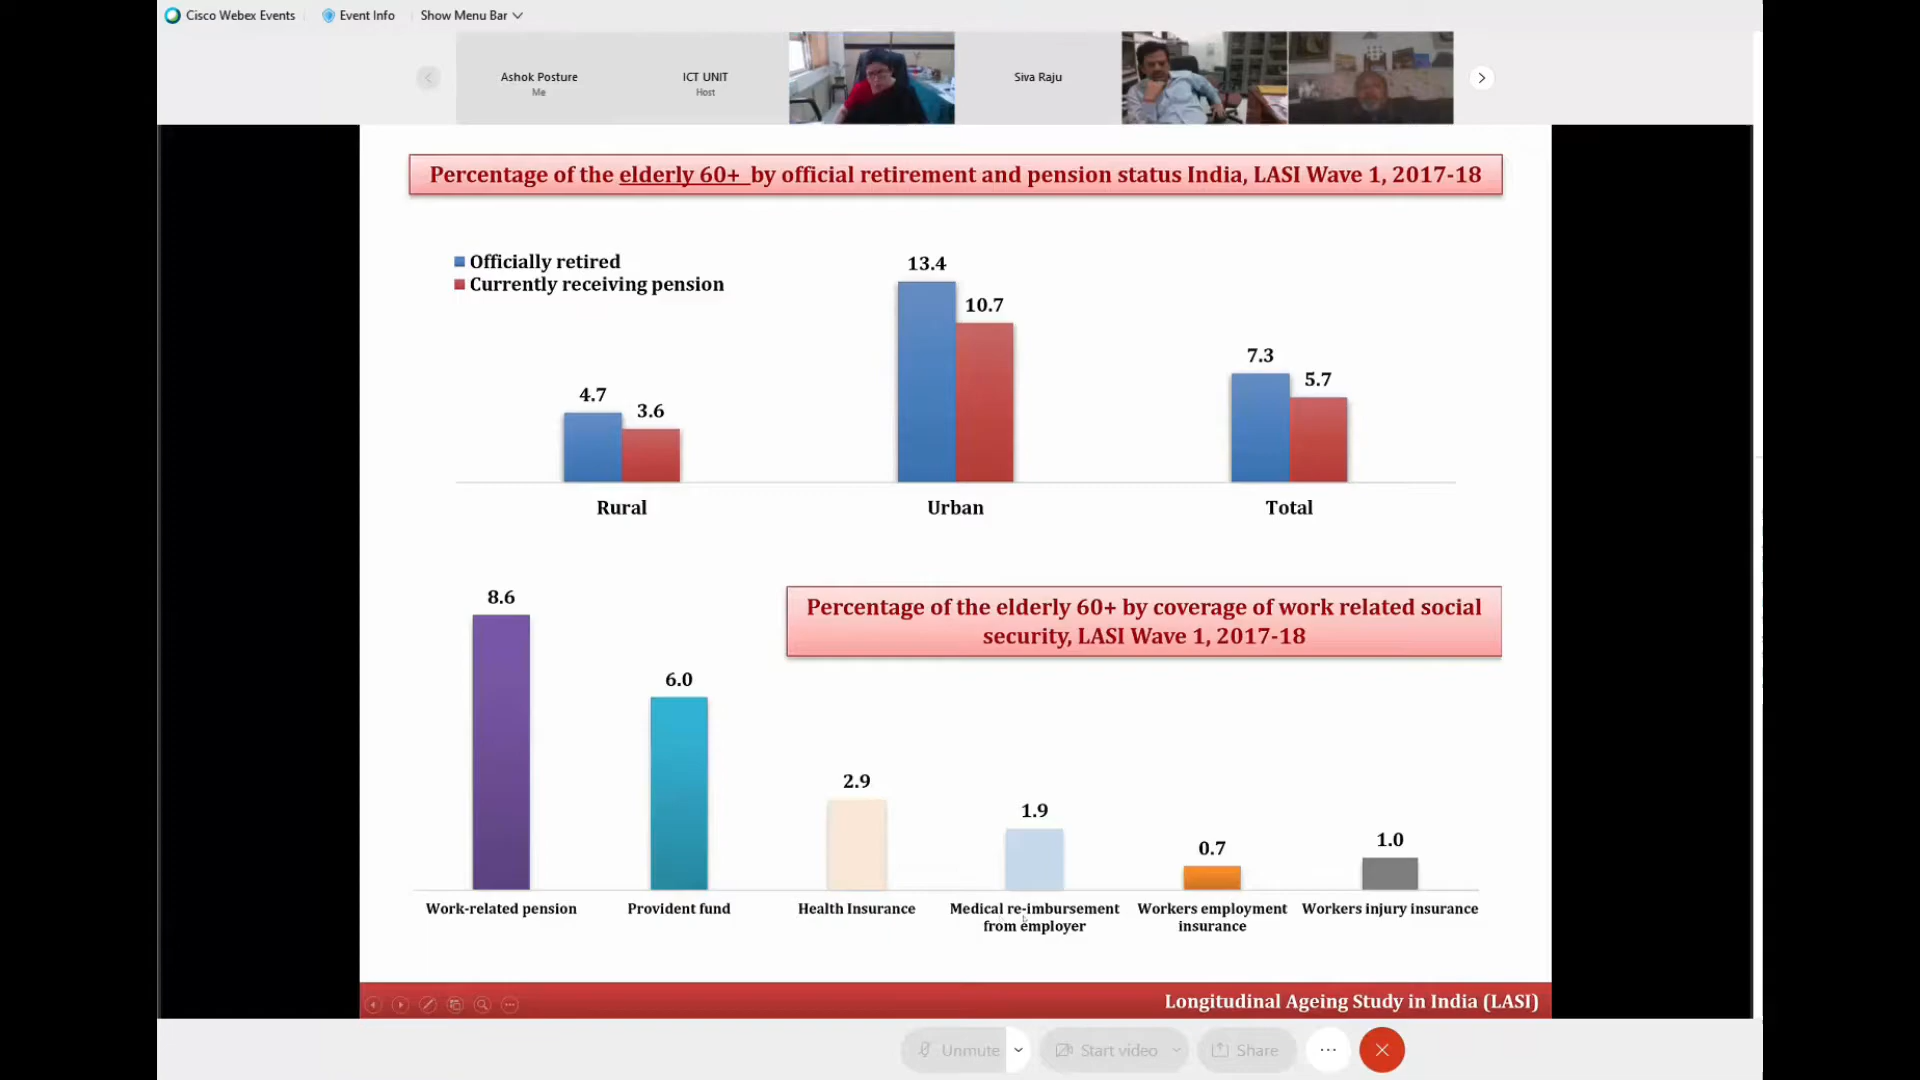 Cisco Webex Events
Event Info
Show Menu Bar
Ashok Posture
Me
ICT UNIT
Host
Siva Raju
Percentage of the elderly 60+ by official retirement and pension status India, LASI Wave 1, 2017-18
Officially retired
Currently receiving pension
4.7
3.6
13.4
10.7
7.3
5.7
Rural
Urban
Total
Percentage of the elderly 60+ by coverage of work related social
security, LASI Wave 1, 2017-18
8.6
6.0
2.9
1.9
0.7
1.0
Work-related pension
Provident fund
Health Insurance
Medical re-imbursement
from employer
Workers employment
insurance
Workers injury insurance
Longitudinal Ageing Study in India (LASI)
Unmute
Start video
Share